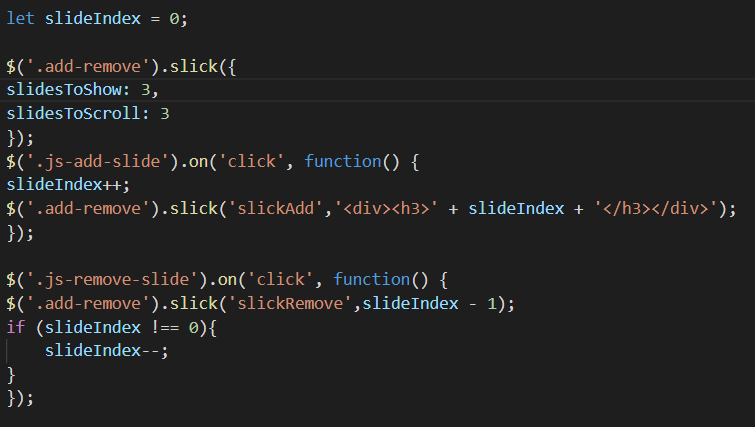 let slideIndex = 0;
$('.add-remove').slick({
slidesToShow: 3,
slidesToScroll: 3
});
$('.js-add-slide').on('click', function() {
slideIndex++;
$('.add-remove').slick('slickAdd','<div><h3>' + slideIndex + '</h3></div>');
});
$('.js-remove-slide').on('click', function() {
$('.add-remove').slick('slickRemove',slideIndex - 1);
if (slideIndex !== 0){
    slideIndex--;
}
});